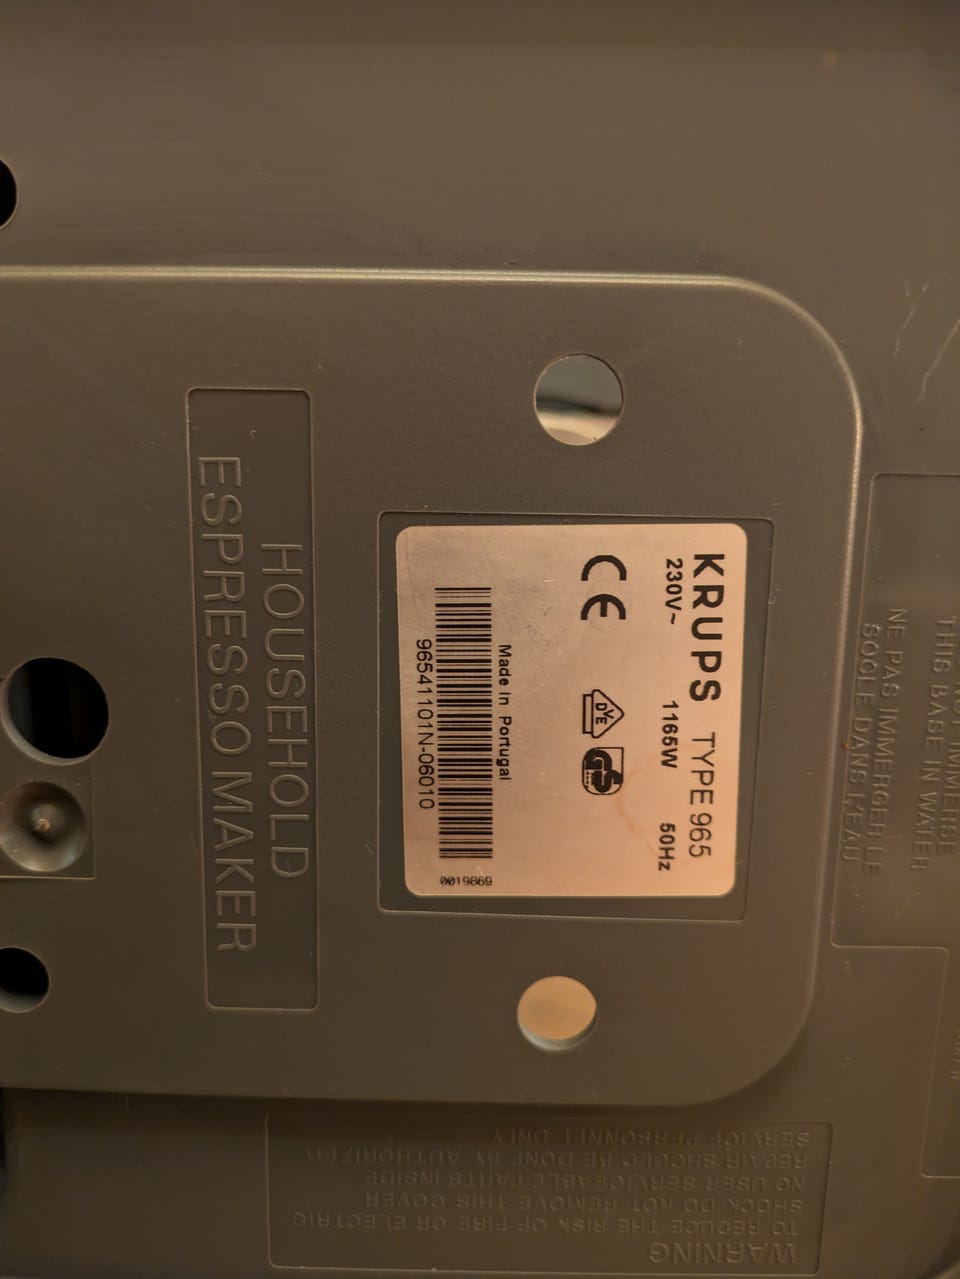 HOUSEHOLD
ESPRESSO MAKER
KRUPS TYPE 965
230V~ 1165W 50Hz
CE
DVE
Made in Portugal
96541101N-06010
0019869
IMMERSE
THIS BASE IN WATER
NE PAS IMMERGER LE
SOCLE DANS L'EAU
WARNING
TO REDUCE THE RISK OF FIRE OR ELECTRIC
SHOCK DO NOT REMOVE THIS COVER
NO USER SERVICEABLE PARTS INSIDE
REPAIR SHOULD BE DONE BY AUTHORIZED
SERVICE PERSONNEL ONLY